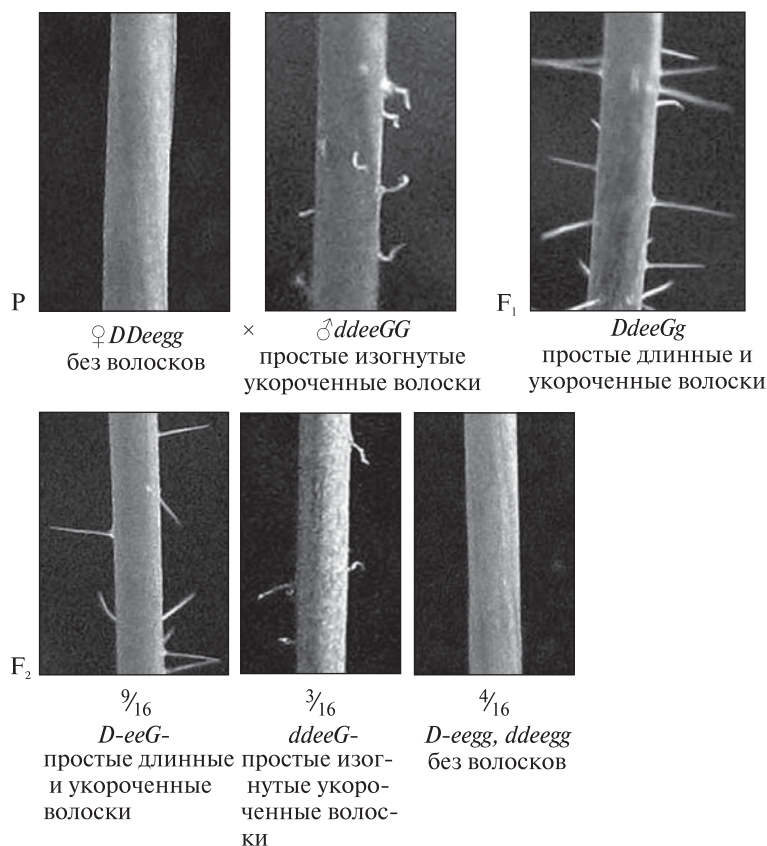 P
♀DDeegg
без волосков
×
♂ddeeGG
простые изогнутые
укороченные волоски
F₁
DdeeGg
простые длинные и
укороченные волоски
F₂
9/16
D-eeG-
простые длинные
и укороченные
волоски
3/16
ddeeG-
простые изог-
нутые укоро-
ченные волос-
ки
4/16
D-eegg, ddeegg
без волосков